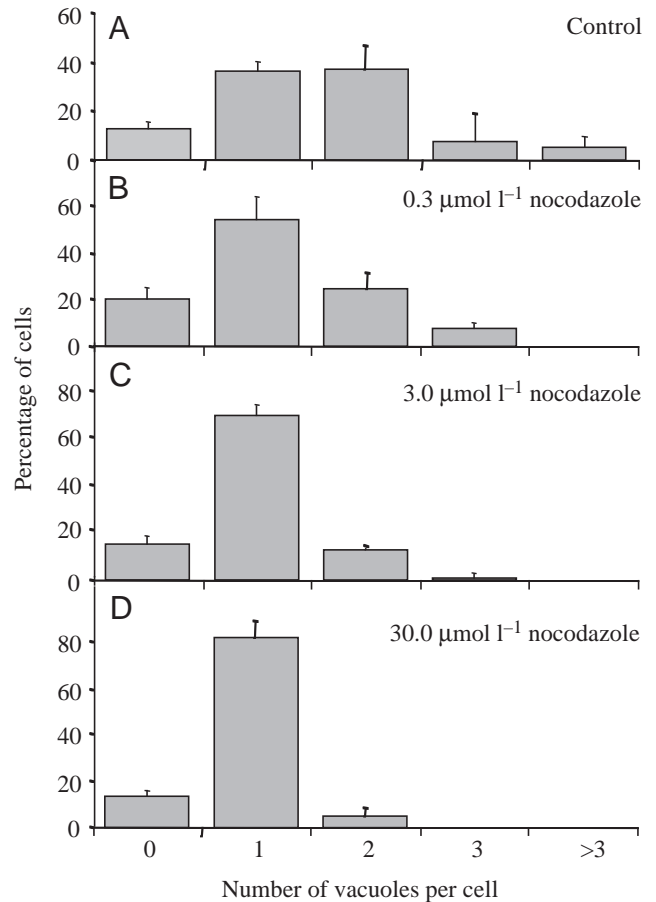 A
Control
60
40
20
0
B
0.3 μmol l⁻¹ nocodazole
60
40
20
0
C
3.0 μmol l⁻¹ nocodazole
80
60
40
20
0
D
30.0 μmol l⁻¹ nocodazole
80
60
40
20
0
Percentage of cells
0 1 2 3 >3
Number of vacuoles per cell